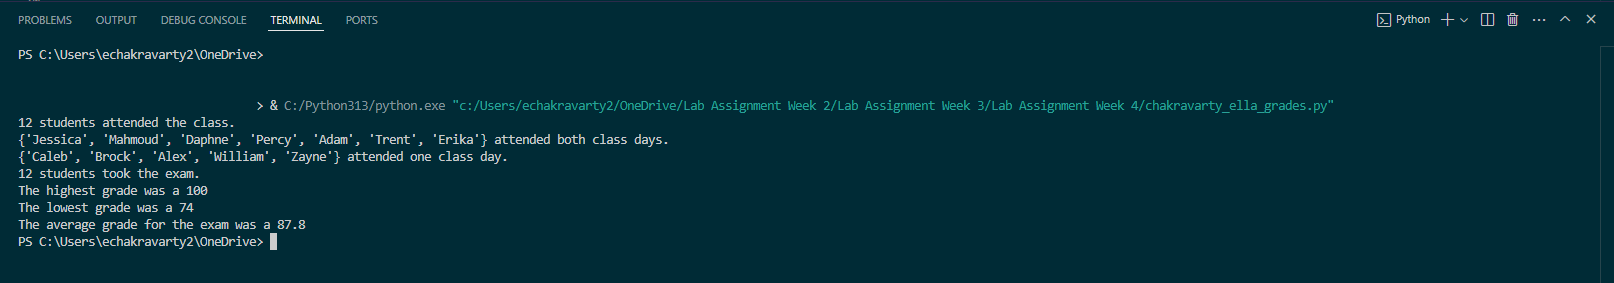 PROBLEMS OUTPUT DEBUG CONSOLE TERMINAL PORTS Python
PS C:\Users\echakravarty2\OneDrive>
> & C:/Python313/python.exe "c:/Users/echakravarty2/OneDrive/Lab Assignment Week 2/Lab Assignment Week 3/Lab Assignment Week 4/chakravarty_ella_grades.py"
12 students attended the class.
{'Jessica', 'Mahmoud', 'Daphne', 'Percy', 'Adam', 'Trent', 'Erika'} attended both class days.
{'Caleb', 'Brock', 'Alex', 'William', 'Zayne'} attended one class day.
12 students took the exam.
The highest grade was a 100
The lowest grade was a 74
The average grade for the exam was a 87.8
PS C:\Users\echakravarty2\OneDrive>